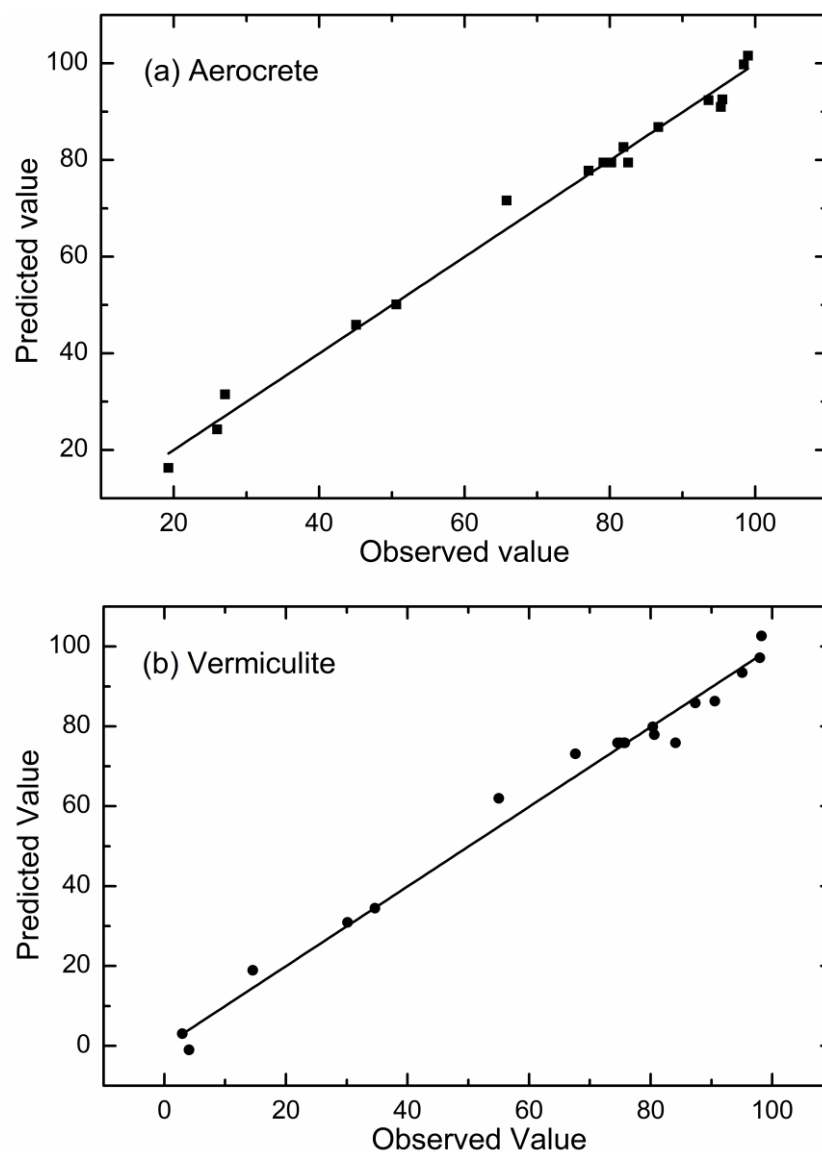 (a) Aerocrete
Predicted value
100
80
60
40
20
20 40 60 80 100
Observed value
(b) Vermiculite
Predicted Value
100
80
60
40
20
0
0 20 40 60 80 100
Observed Value